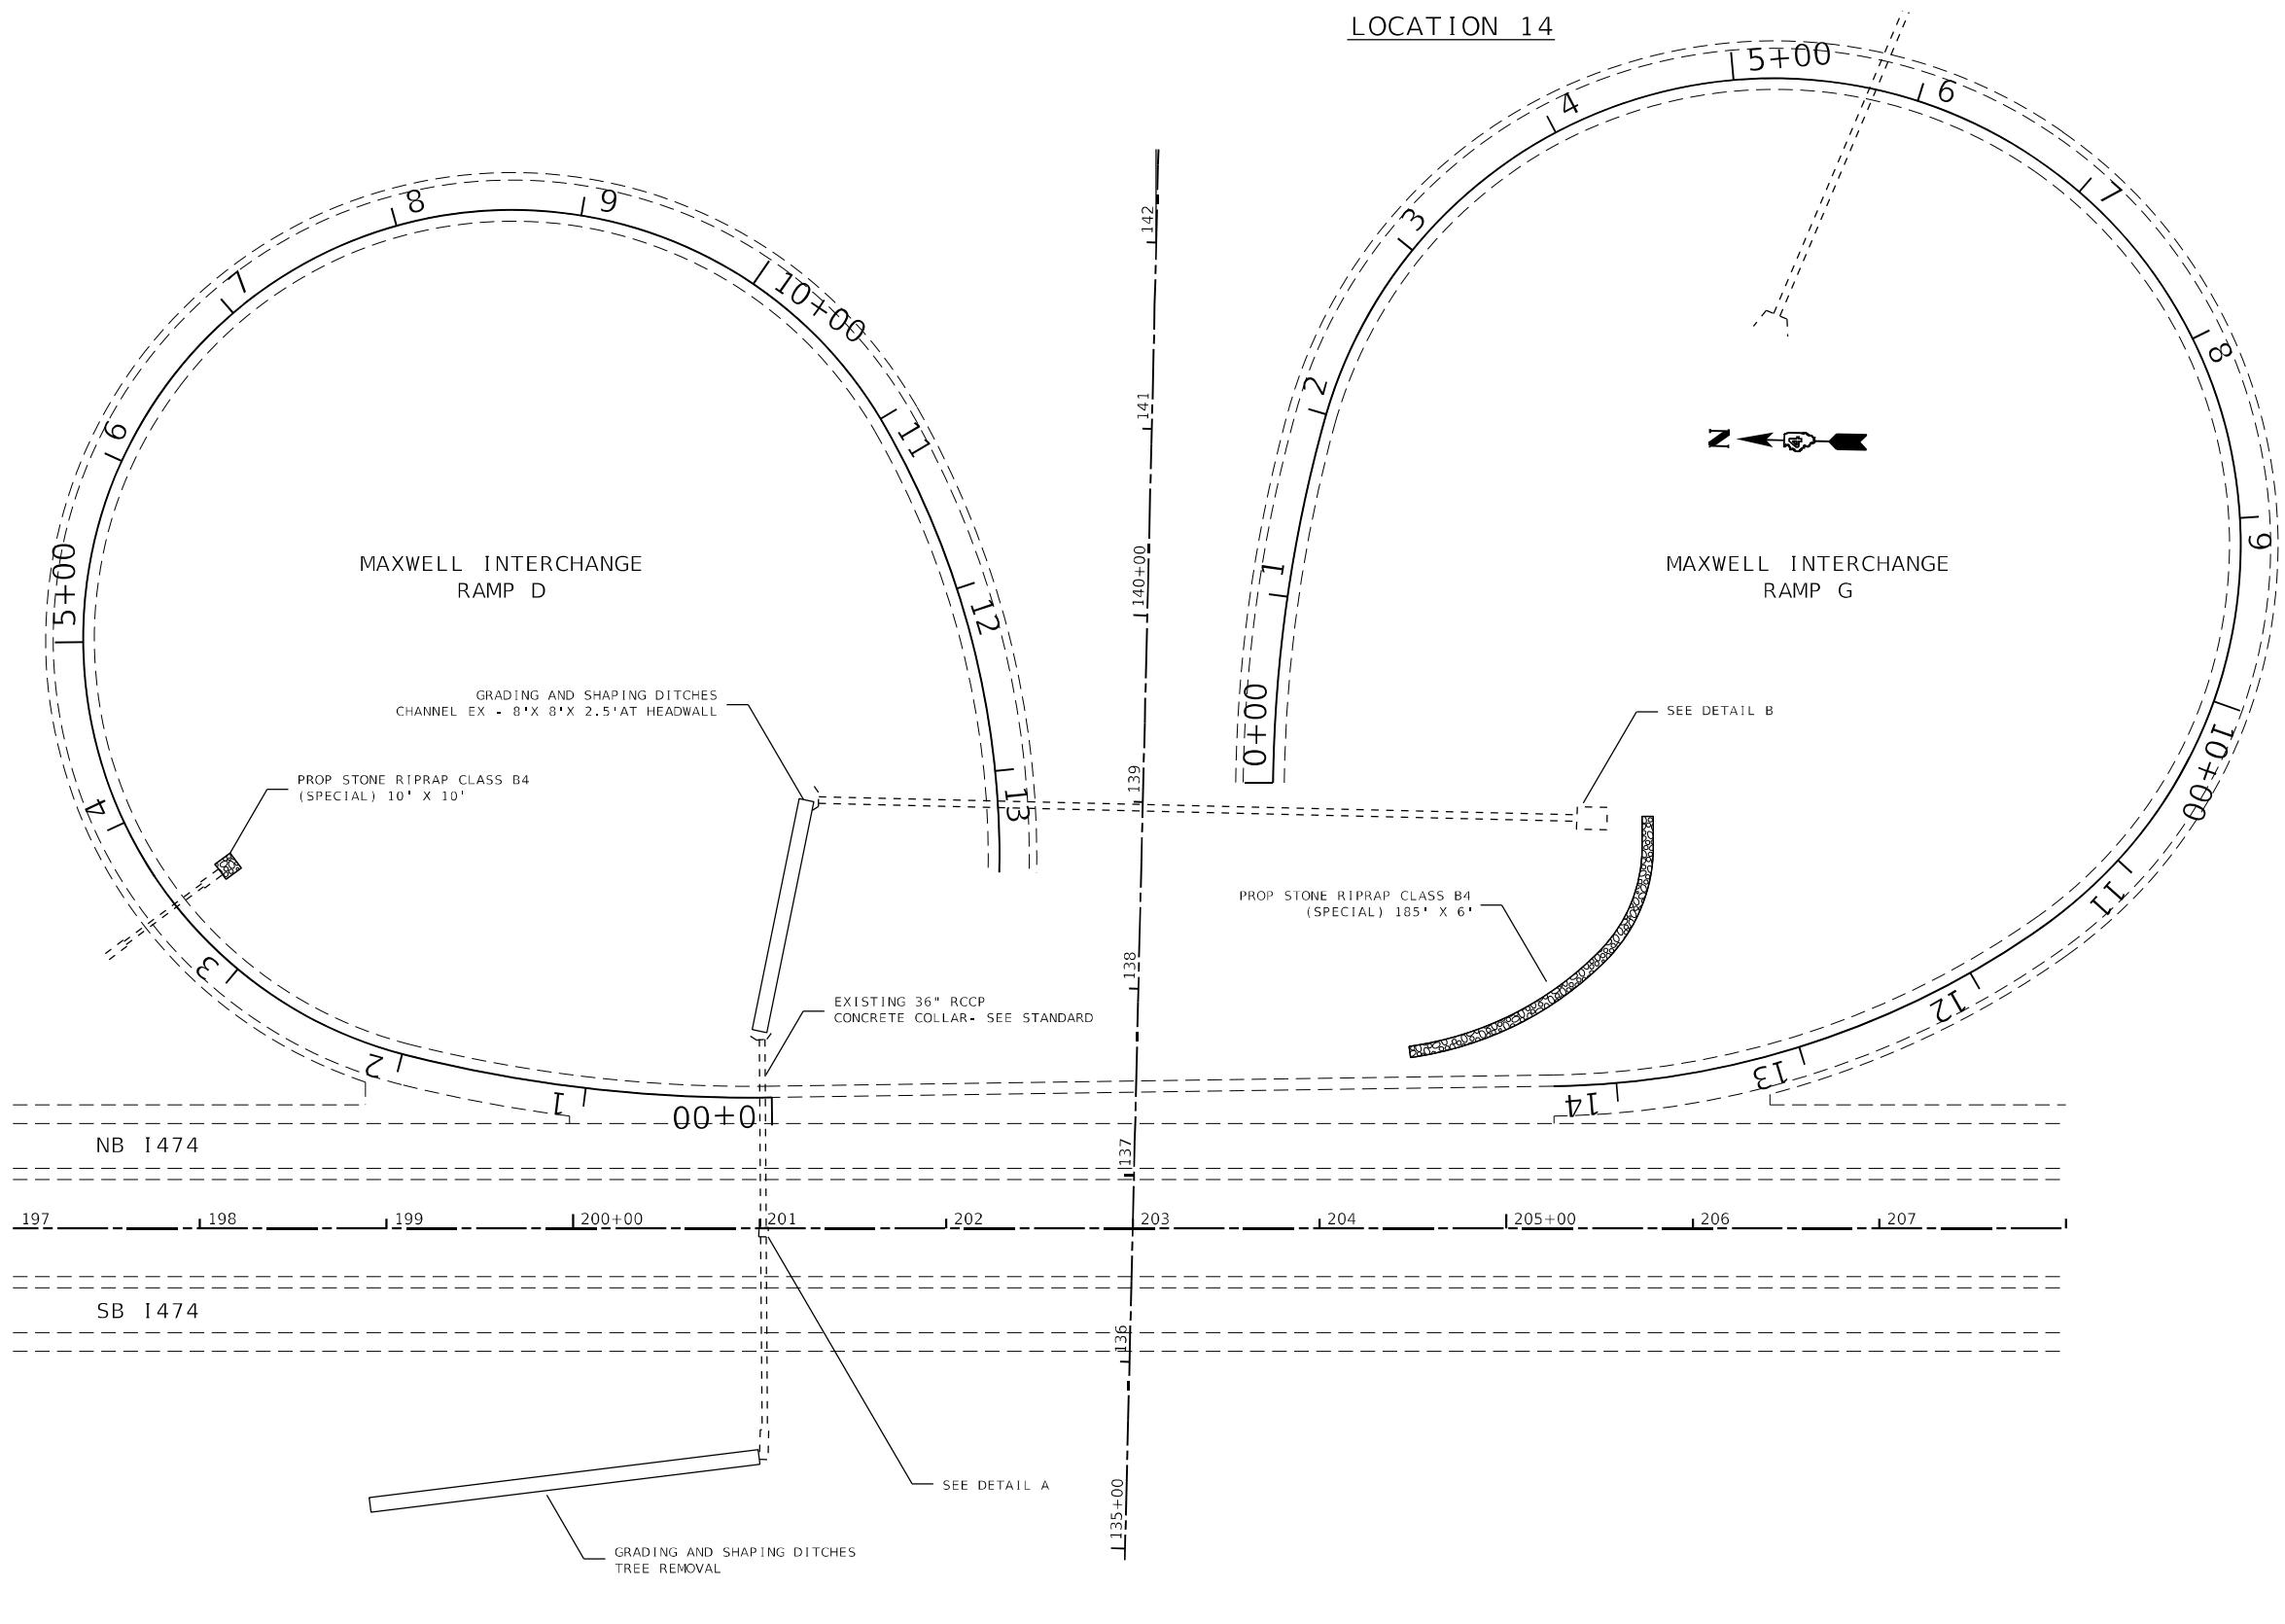 LOCATION 14
5+00
6
4
7
3
8
2
9
1
0+00
10+00
11
12
13
14
8
9
7
10+00
6
11
5+00
12
4
13
3
2
1
0+00
142
141
140+00
139
138
137
136
135+00
N
4
MAXWELL INTERCHANGE
RAMP D
MAXWELL INTERCHANGE
RAMP G
GRADING AND SHAPING DITCHES
CHANNEL EX - 8'X 8'X 2.5'AT HEADWALL
SEE DETAIL B
PROP STONE RIPRAP CLASS B4
(SPECIAL) 10' X 10'
PROP STONE RIPRAP CLASS B4
(SPECIAL) 185' X 6'
EXISTING 36" RCCP
CONCRETE COLLAR- SEE STANDARD
NB I474
197 198 199 200+00 201 202 203 204 205+00 206 207
SB I474
SEE DETAIL A
GRADING AND SHAPING DITCHES
TREE REMOVAL